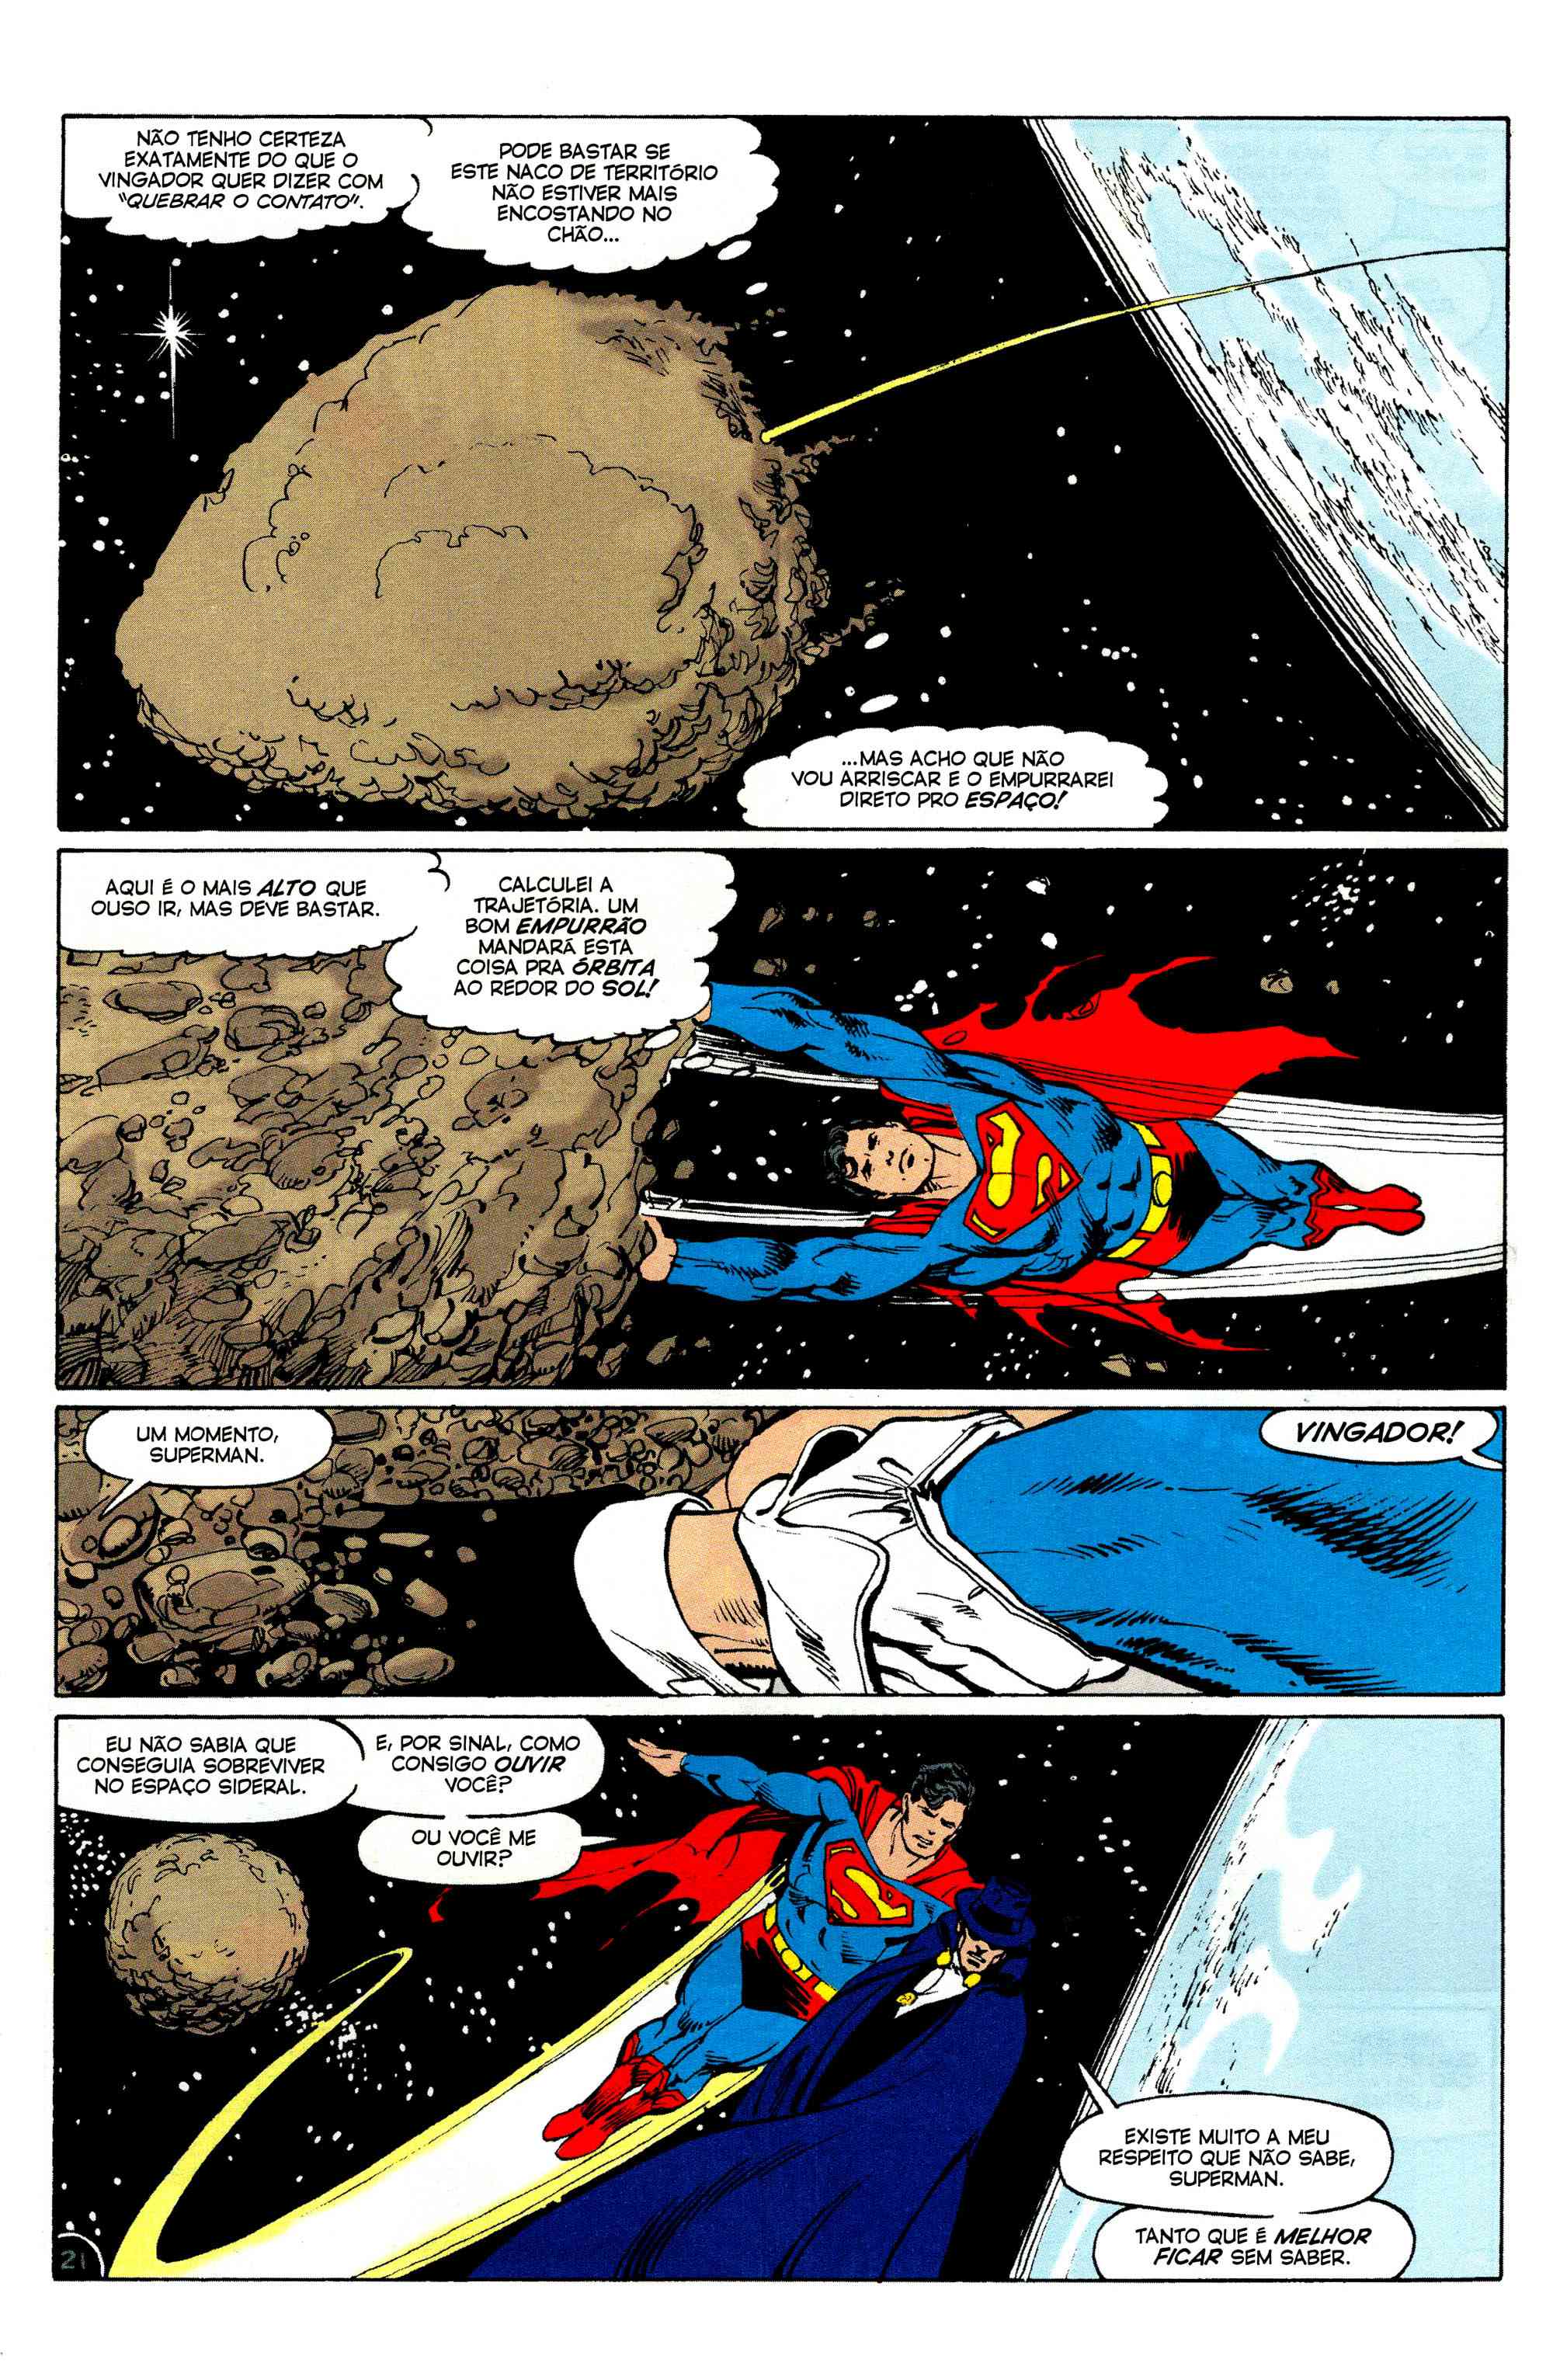 NÃO TENHO CERTEZA
EXATAMENTE DO QUE O
VINGADOR QUER DIZER COM
"QUEBRAR O CONTATO".
PODE BASTAR SE
ESTE NACO DE TERRITÓRIO
NÃO ESTIVER MAIS
ENCOSTANDO NO
CHÃO...
...MAS ACHO QUE NÃO
VOU ARRISCAR E O EMPURRAREI
DIRETO PRO ESPAÇO!
AQUI É O MAIS ALTO QUE
OUSO IR, MAS DEVE BASTAR.
CALCULEI A
TRAJETÓRIA. UM
BOM EMPURRÃO
MANDARÁ ESTA
COISA PRA ÓRBITA
AO REDOR DO SOL!
UM MOMENTO,
SUPERMAN.
VINGADOR!
EU NÃO SABIA QUE
CONSEGUIA SOBREVIVER
NO ESPAÇO SIDERAL.
E, POR SINAL, COMO
CONSIGO OUVIR
VOCÊ?
OU VOCÊ ME
OUVIR?
EXISTE MUITO A MEU
RESPEITO QUE NÃO SABE,
SUPERMAN.
TANTO QUE É MELHOR
FICAR SEM SABER.
21